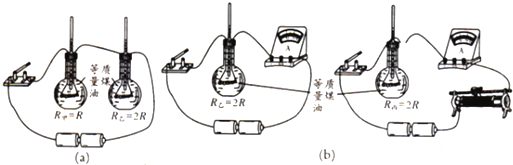 等 质
量 煤
油
R甲=R
R乙=2R
(a)
A
R乙=2R
等 质
量 煤
油
A
R丙=2R
(b)